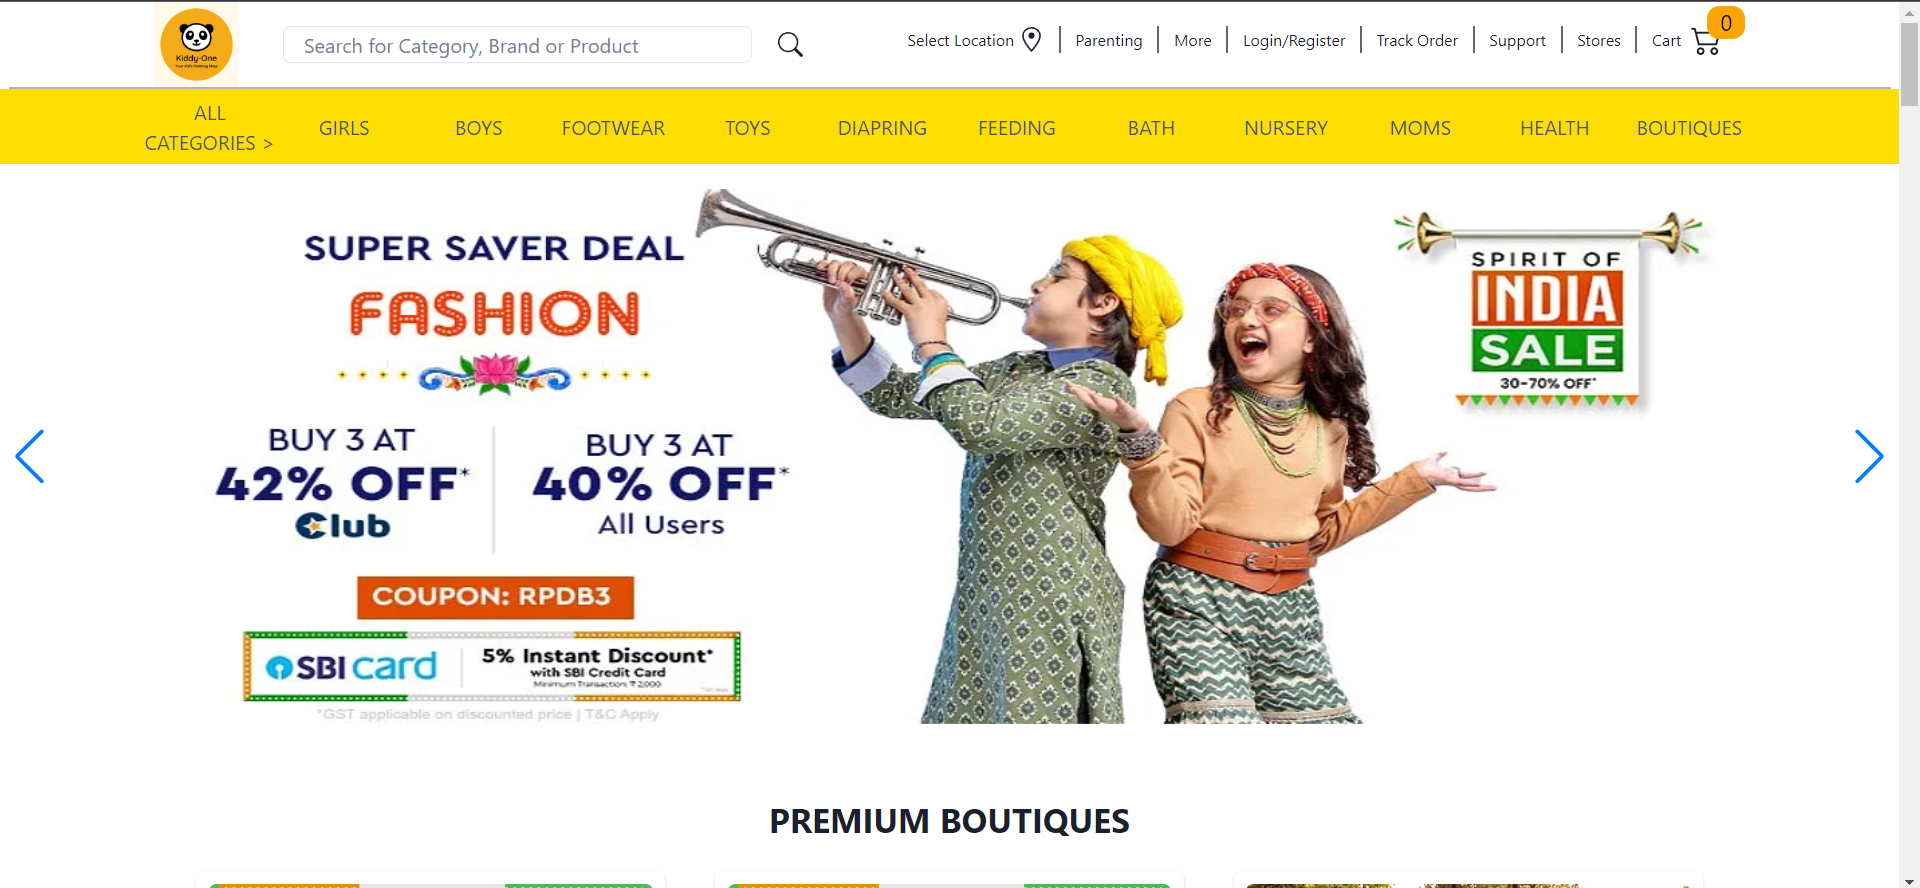 Kiddy-One
Search for Category, Brand or Product
Select Location
Parenting
More
Login/Register
Track Order
Support
Stores
Cart
0
ALL
CATEGORIES >
GIRLS
BOYS
FOOTWEAR
TOYS
DIAPRING
FEEDING
BATH
NURSERY
MOMS
HEALTH
BOUTIQUES
SUPER SAVER DEAL
FASHION
BUY 3 AT
42% OFF*
Club
BUY 3 AT
40% OFF*
All Users
COUPON: RPDB3
SBI card
5% Instant Discount*
with SBI Credit Card
Minimum Transaction: ₹ 2,000
*GST applicable on discounted price | T&C Apply
SPIRIT OF
INDIA
SALE
30-70% OFF*
PREMIUM BOUTIQUES